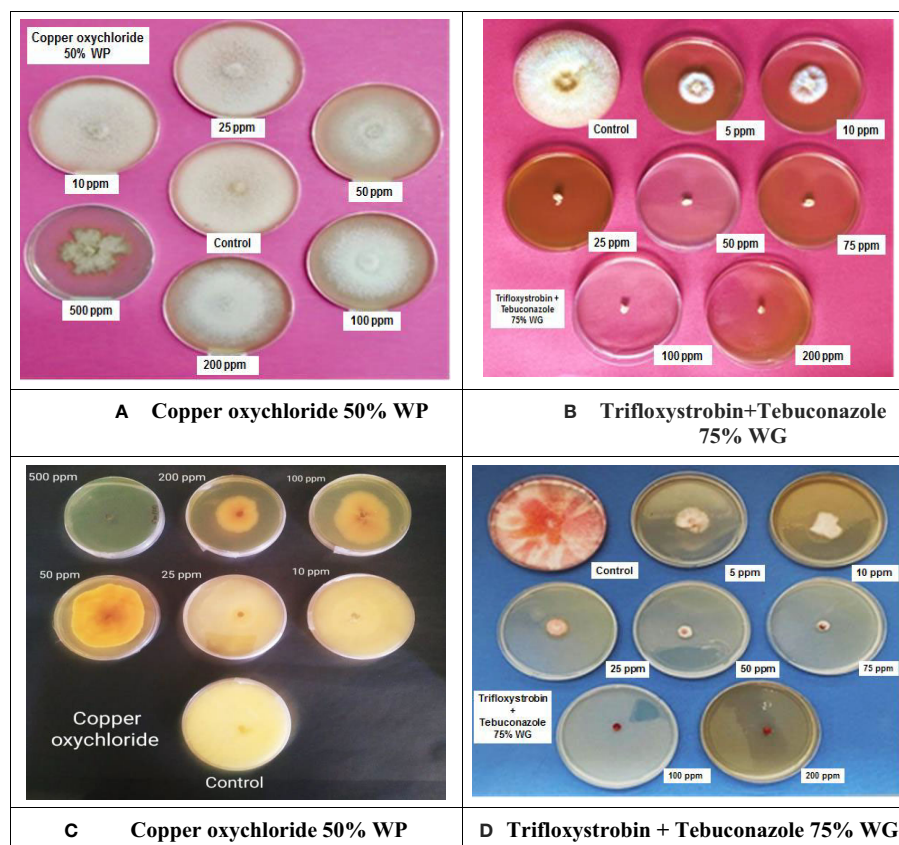 Copper oxychloride
50% WP
25 ppm
10 ppm
50 ppm
Control
500 ppm
100 ppm
200 ppm
Control
5 ppm
10 ppm
25 ppm
50 ppm
75 ppm
Trifloxystrobin +
Tebuconazole
75% WG
100 ppm
200 ppm
A Copper oxychloride 50% WP
B Trifloxystrobin+Tebuconazole
75% WG
500 ppm
200 ppm
100 ppm
50 ppm
25 ppm
10 ppm
Copper
oxychloride
Control
Control
5 ppm
10 ppm
25 ppm
50 ppm
75 ppm
Trifloxystrobin
+
Tebuconazole
75% WG
100 ppm
200 ppm
C Copper oxychloride 50% WP
D Trifloxystrobin + Tebuconazole 75% WG